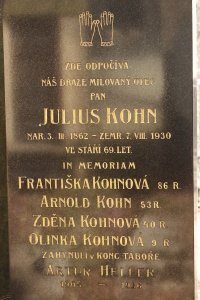 ZDE ODPOČÍVÁ
NÁŠ DRAZE MILOVANÝ OTEC
PAN
JULIUS KOHN
NAR. 3. III. 1862 - ZEMR. 7. VIII. 1930
VE STÁŘÍ 69. LET.
IN MEMORIAM
FRANTIŠKA KOHNOVÁ 86 R.
ARNOLD KOHN 53 R.
ZDĚNA KOHNOVÁ 40 R.
OLINKA KOHNOVÁ 9 R.
ZAHYNULI V KONC. TÁBOŘE
ARTUR HELLER